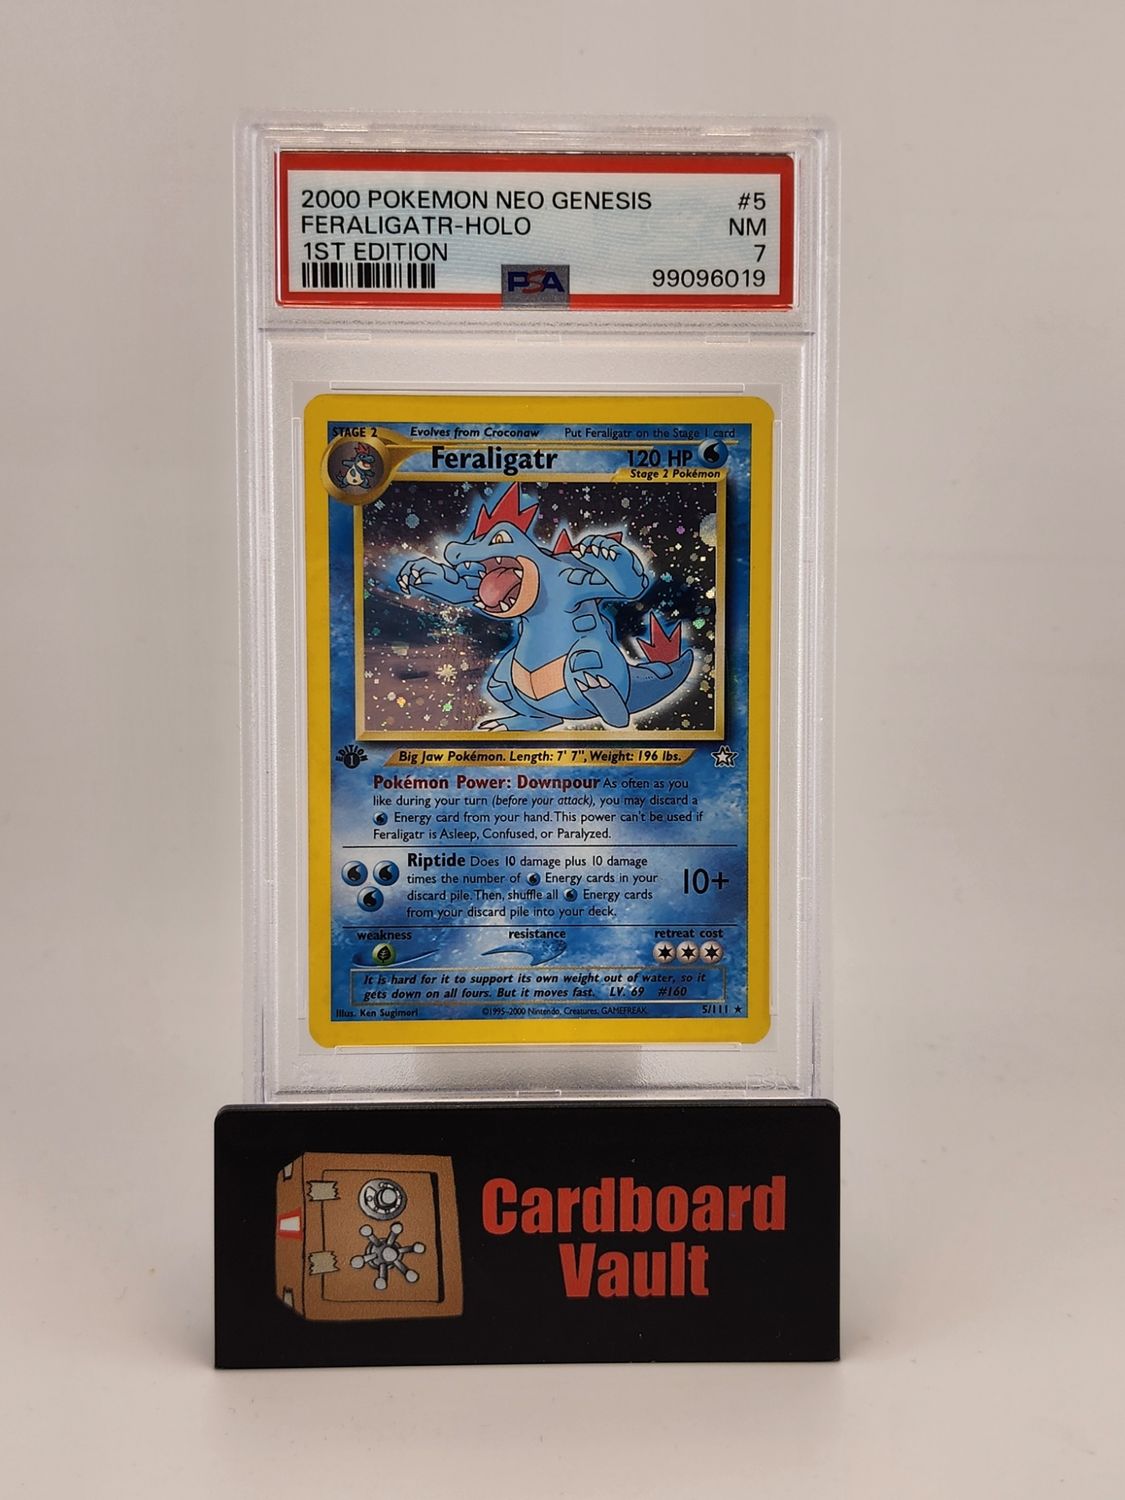 2000 POKEMON NEO GENESIS #5
FERALIGATR-HOLO NM
1ST EDITION 7
PSA 99096019
STAGE 2 Evolves from Croconaw Put Feraligatr on the Stage 1 card
Feraligatr 120 HP
Stage 2 Pokémon
EDITION 1
Big Jaw Pokémon. Length: 7' 7", Weight: 196 lbs.
Pokémon Power: Downpour As often as you
like during your turn (before your attack), you may discard a
Energy card from your hand. This power can't be used if
Feraligatr is Asleep, Confused, or Paralyzed.
Riptide Does 10 damage plus 10 damage
times the number of Energy cards in your
discard pile. Then, shuffle all Energy cards
from your discard pile into your deck.
10+
weakness resistance retreat cost
It is hard for it to support its own weight out of water, so it
gets down on all fours. But it moves fast. LV. 69 #160
Illus. Ken Sugimori ©1995-2000 Nintendo, Creatures, GAMEFREAK. 5/111 ★
PSA
Cardboard
Vault